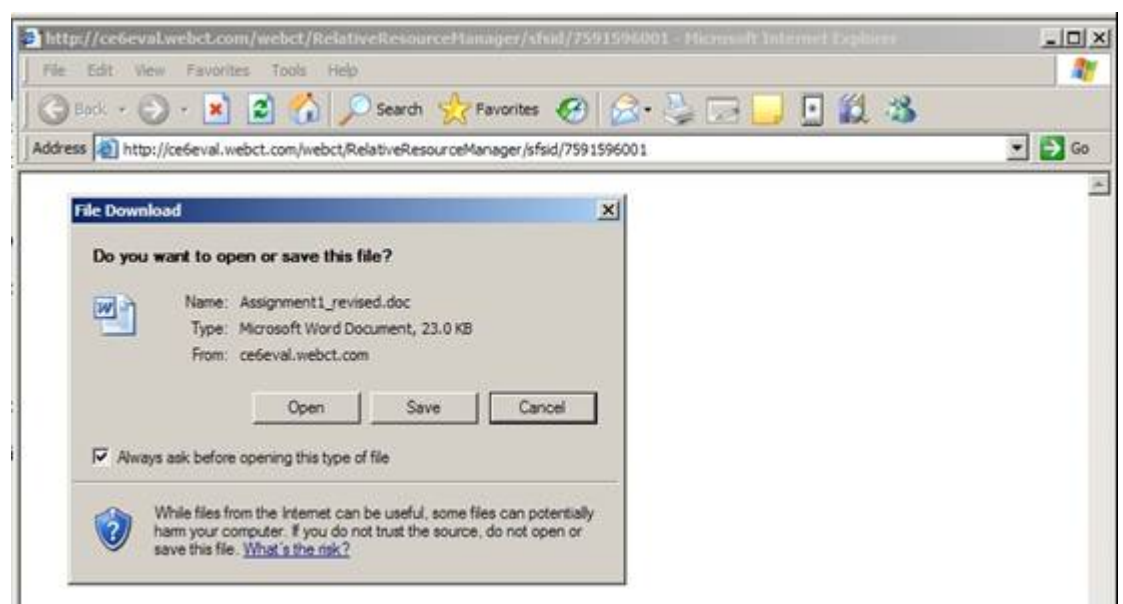 http://ce6eval.webct.com/webct/RelativeResourceManager/sfsid/7591596001 - Microsoft Internet Explorer
File Edit View Favorites Tools Help
Back Search Favorites
Address http://ce6eval.webct.com/webct/RelativeResourceManager/sfsid/7591596001 Go
File Download
Do you want to open or save this file?
Name: Assignment1_revised.doc
Type: Microsoft Word Document, 23.0 KB
From: ce6eval.webct.com
Open Save Cancel
Always ask before opening this type of file
While files from the Internet can be useful, some files can potentially
harm your computer. If you do not trust the source, do not open or
save this file. What's the risk?